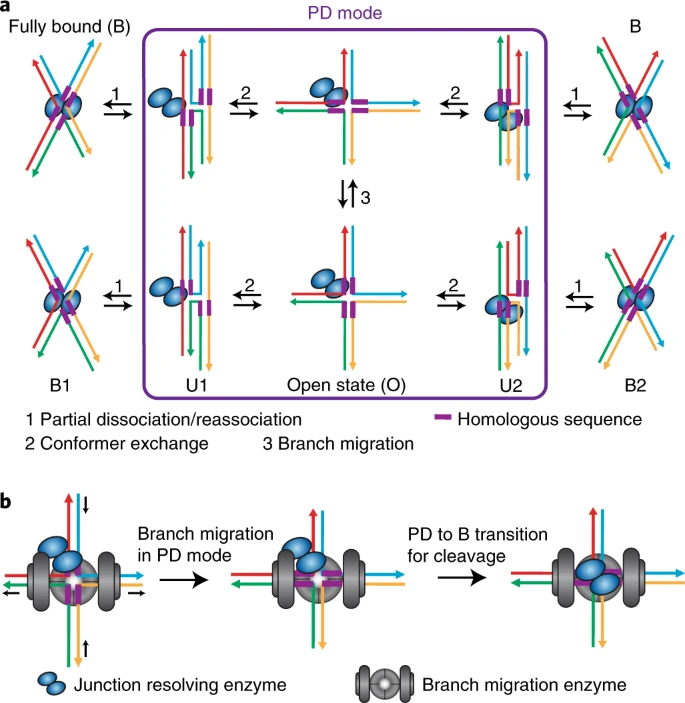 a
PD mode
Fully bound (B)
B
1
2
2
1
3
1
2
2
1
B1
U1
Open state (O)
U2
B2
1 Partial dissociation/reassociation
Homologous sequence
2 Conformer exchange
3 Branch migration
b
Branch migration
in PD mode
PD to B transition
for cleavage
Junction resolving enzyme
Branch migration enzyme